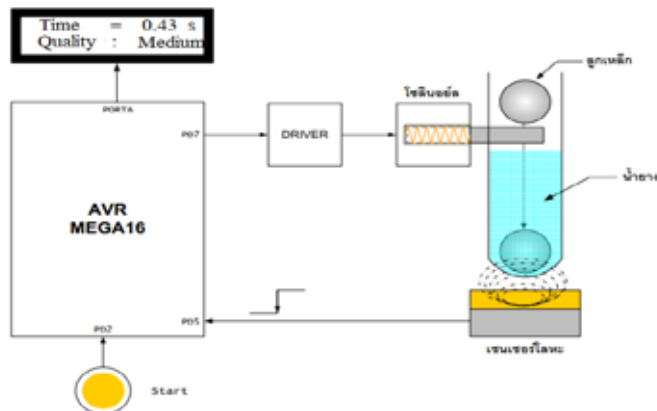 Time = 0.43 s
Quality : Medium
ลูกเหล็ก
โซลินอยด์
PORTA
PD7
DRIVER
น้ำยาง
AVR
MEGA16
PD5
PD2
เซนเซอร์โลหะ
Start